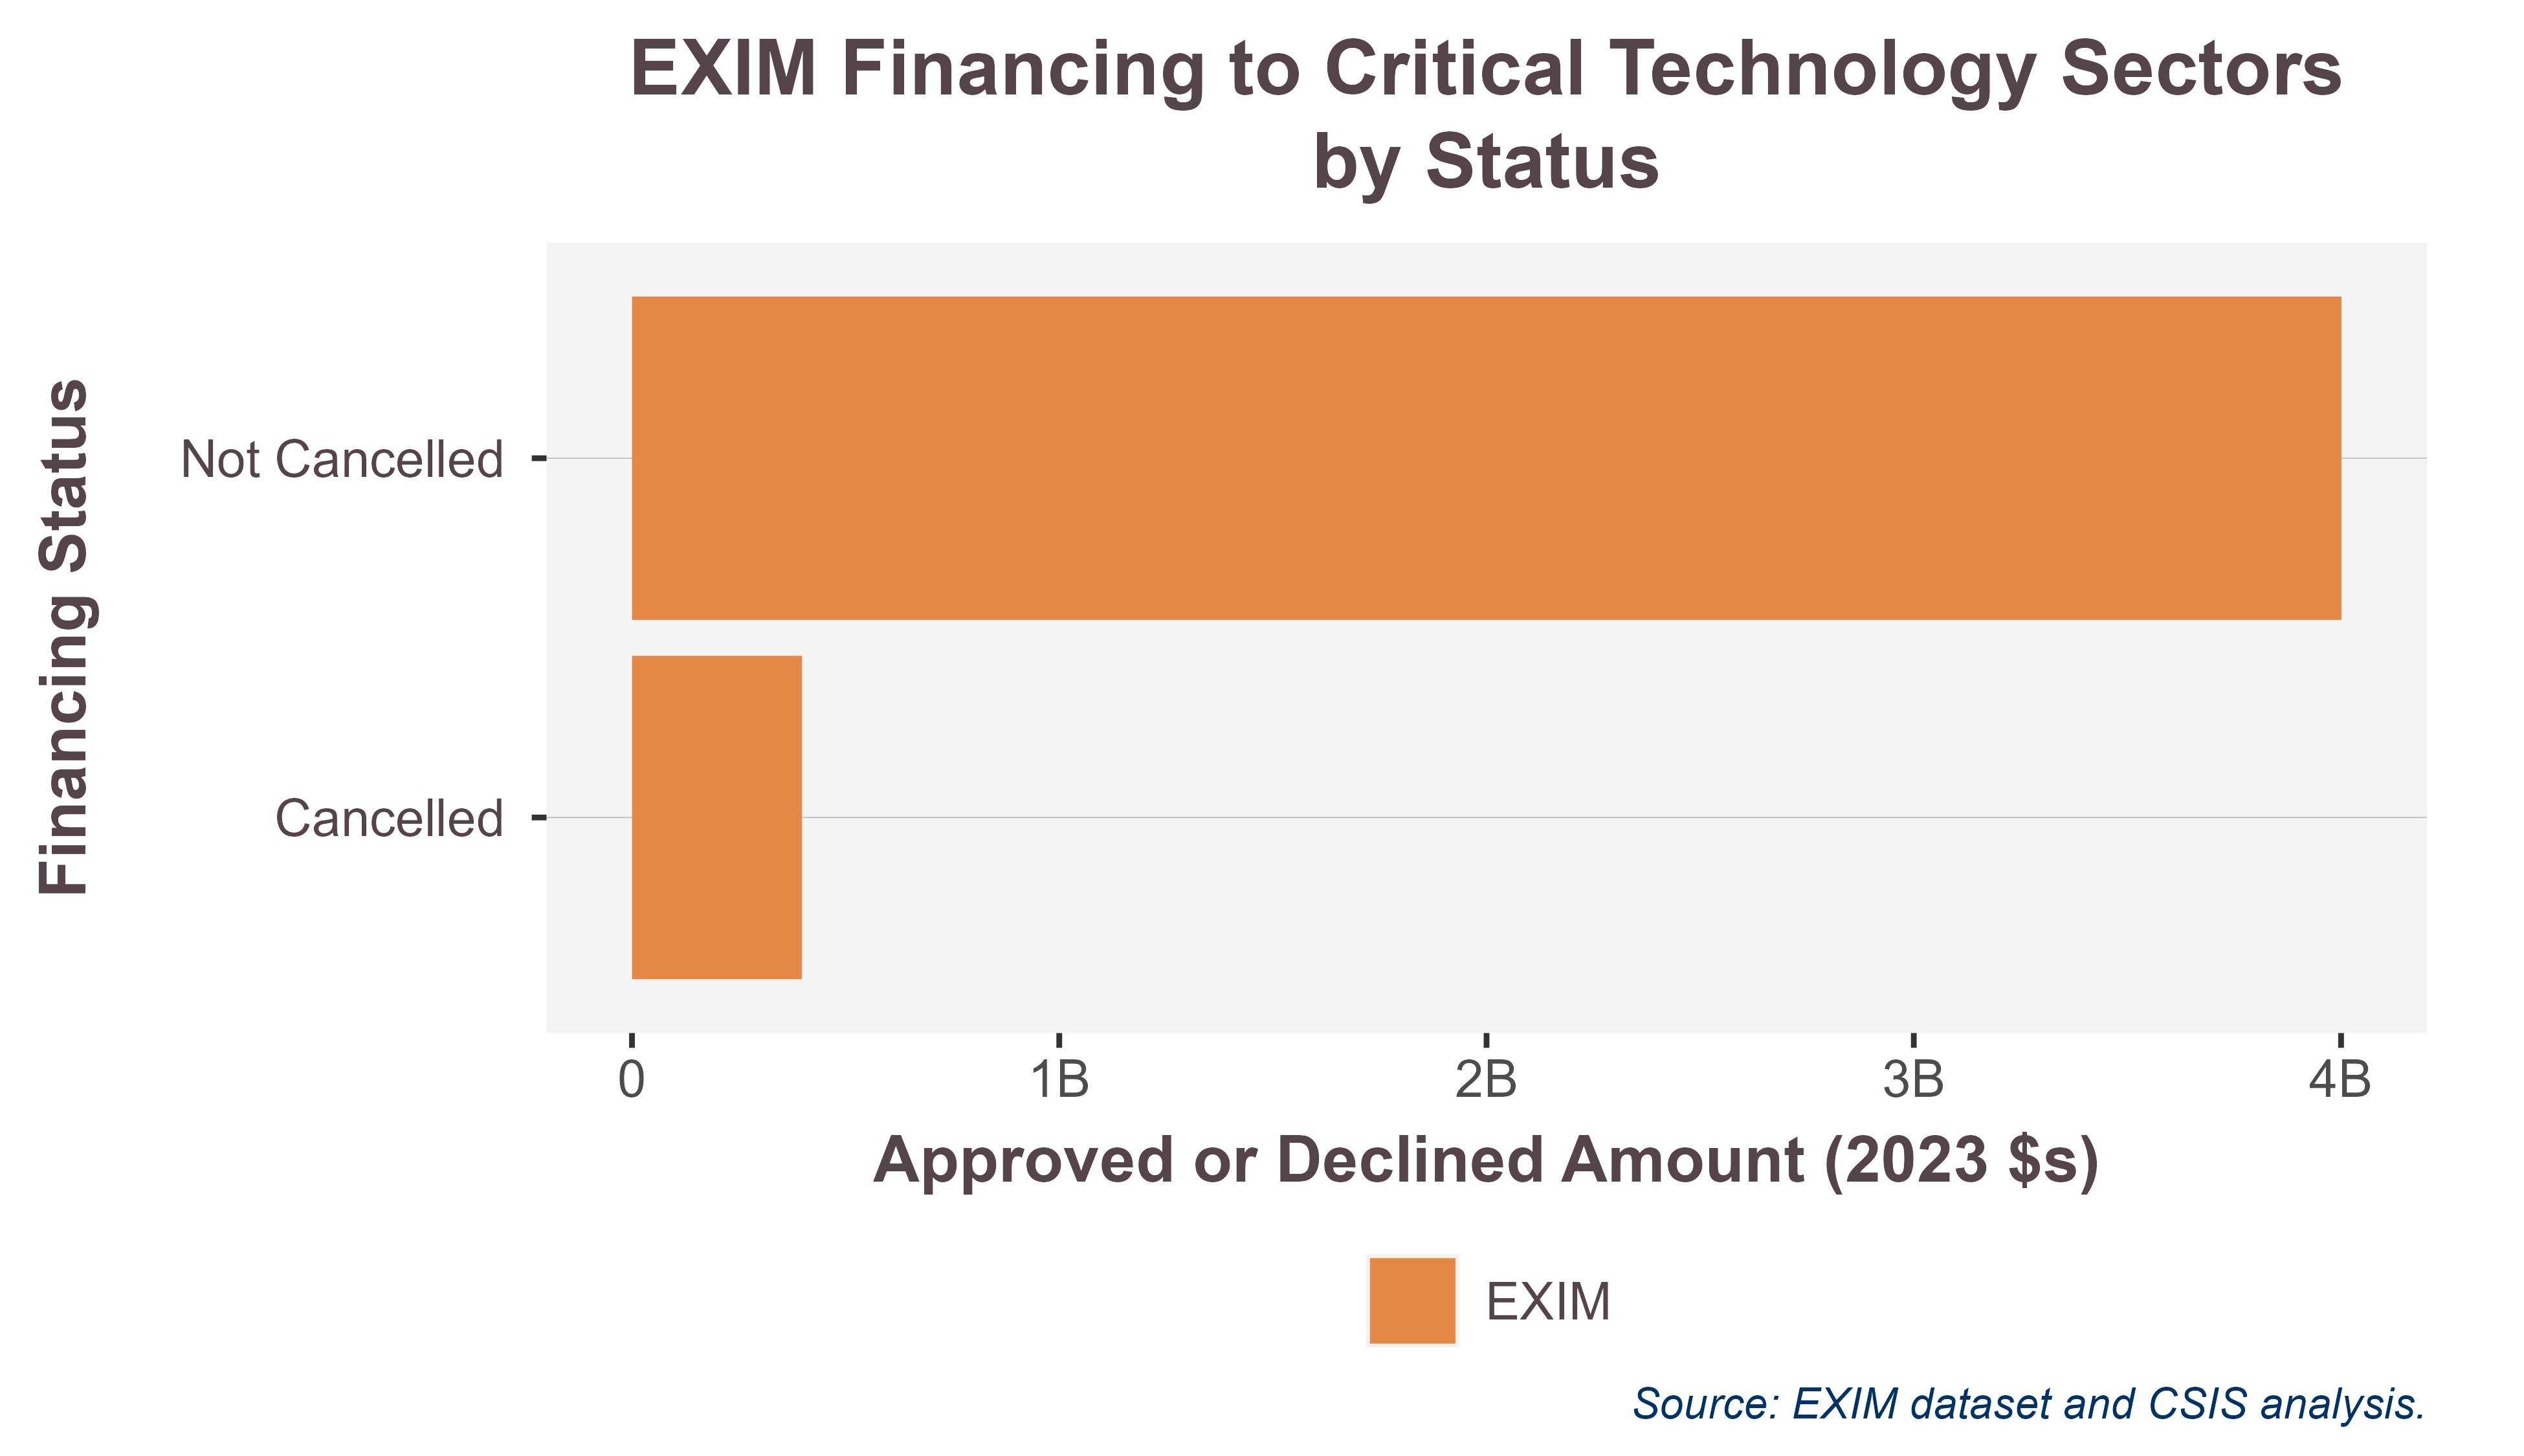 EXIM Financing to Critical Technology Sectors
by Status
Financing Status
Not Cancelled
Cancelled
0 1B 2B 3B 4B
Approved or Declined Amount (2023 $s)
EXIM
Source: EXIM dataset and CSIS analysis.